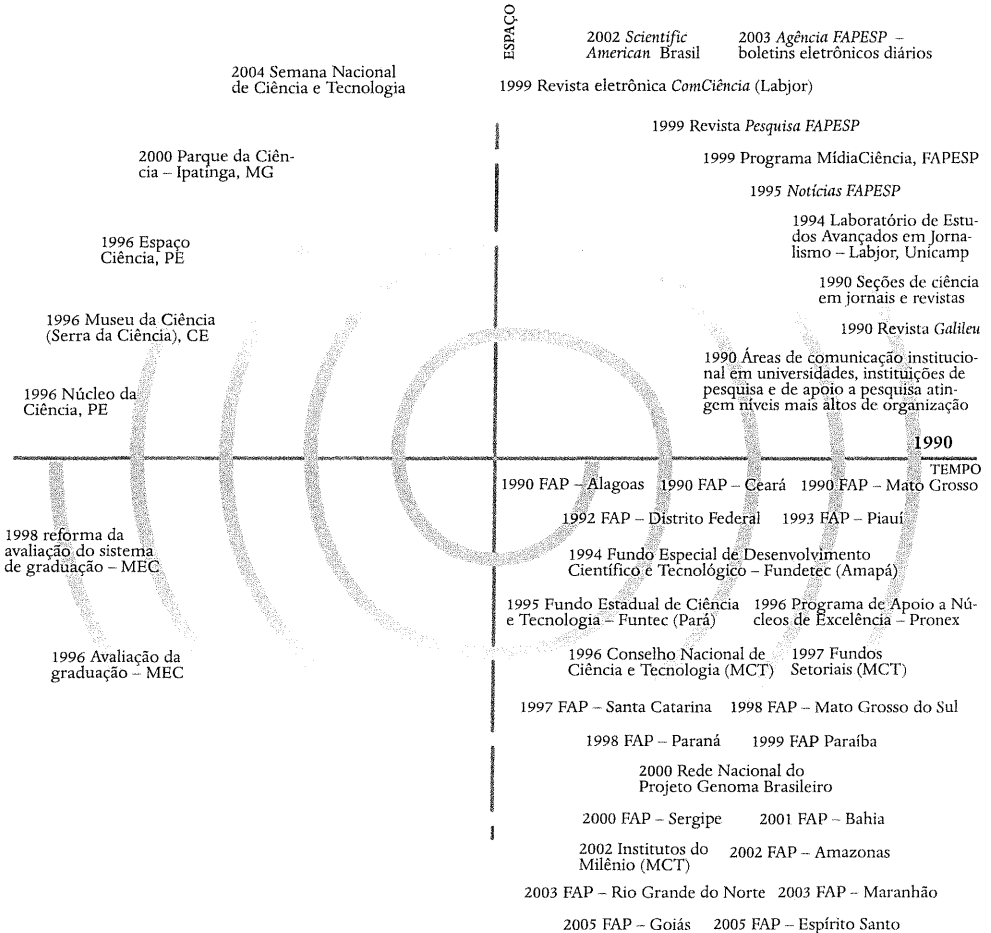 ESPAÇO
2002 Scientific
American Brasil
2003 Agência FAPESP –
boletins eletrônicos diários
2004 Semana Nacional
de Ciência e Tecnologia
1999 Revista eletrônica ComCiência (Labjor)
1999 Revista Pesquisa FAPESP
2000 Parque da Ciên-
cia – Ipatinga, MG
1999 Programa MídiaCiência, FAPESP
1995 Notícias FAPESP
1994 Laboratório de Estu-
dos Avançados em Jorna-
lismo – Labjor, Unicamp
1996 Espaço
Ciência, PE
1990 Seções de ciência
em jornais e revistas
1996 Museu da Ciência
(Serra da Ciência), CE
1990 Revista Galileu
1990 Áreas de comunicação institucio-
nal em universidades, instituições de
pesquisa e de apoio a pesquisa atin-
gem níveis mais altos de organização
1996 Núcleo da
Ciência, PE
1990
TEMPO
1990 FAP – Alagoas
1990 FAP – Ceará
1990 FAP – Mato Grosso
1992 FAP – Distrito Federal
1993 FAP – Piauí
1998 reforma da
avaliação do sistema
de graduação – MEC
1994 Fundo Especial de Desenvolvimento
Científico e Tecnológico – Fundetec (Amapá)
1995 Fundo Estadual de Ciência
e Tecnologia – Funtec (Pará)
1996 Programa de Apoio a Nú-
cleos de Excelência – Pronex
1996 Avaliação da
graduação – MEC
1996 Conselho Nacional de
Ciência e Tecnologia (MCT)
1997 Fundos
Setoriais (MCT)
1997 FAP – Santa Catarina
1998 FAP – Mato Grosso do Sul
1998 FAP – Paraná
1999 FAP Paraíba
2000 Rede Nacional do
Projeto Genoma Brasileiro
2000 FAP – Sergipe
2001 FAP – Bahia
2002 Institutos do
Milênio (MCT)
2002 FAP – Amazonas
2003 FAP – Rio Grande do Norte
2003 FAP – Maranhão
2005 FAP – Goiás
2005 FAP – Espírito Santo